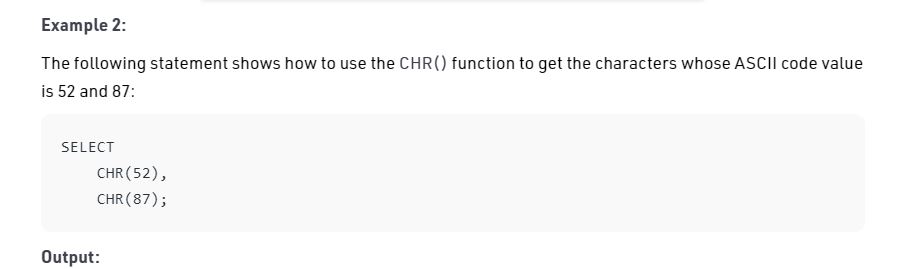 Example 2:
The following statement shows how to use the CHR() function to get the characters whose ASCII code value
is 52 and 87:
SELECT
CHR(52),
CHR(87);
Output: